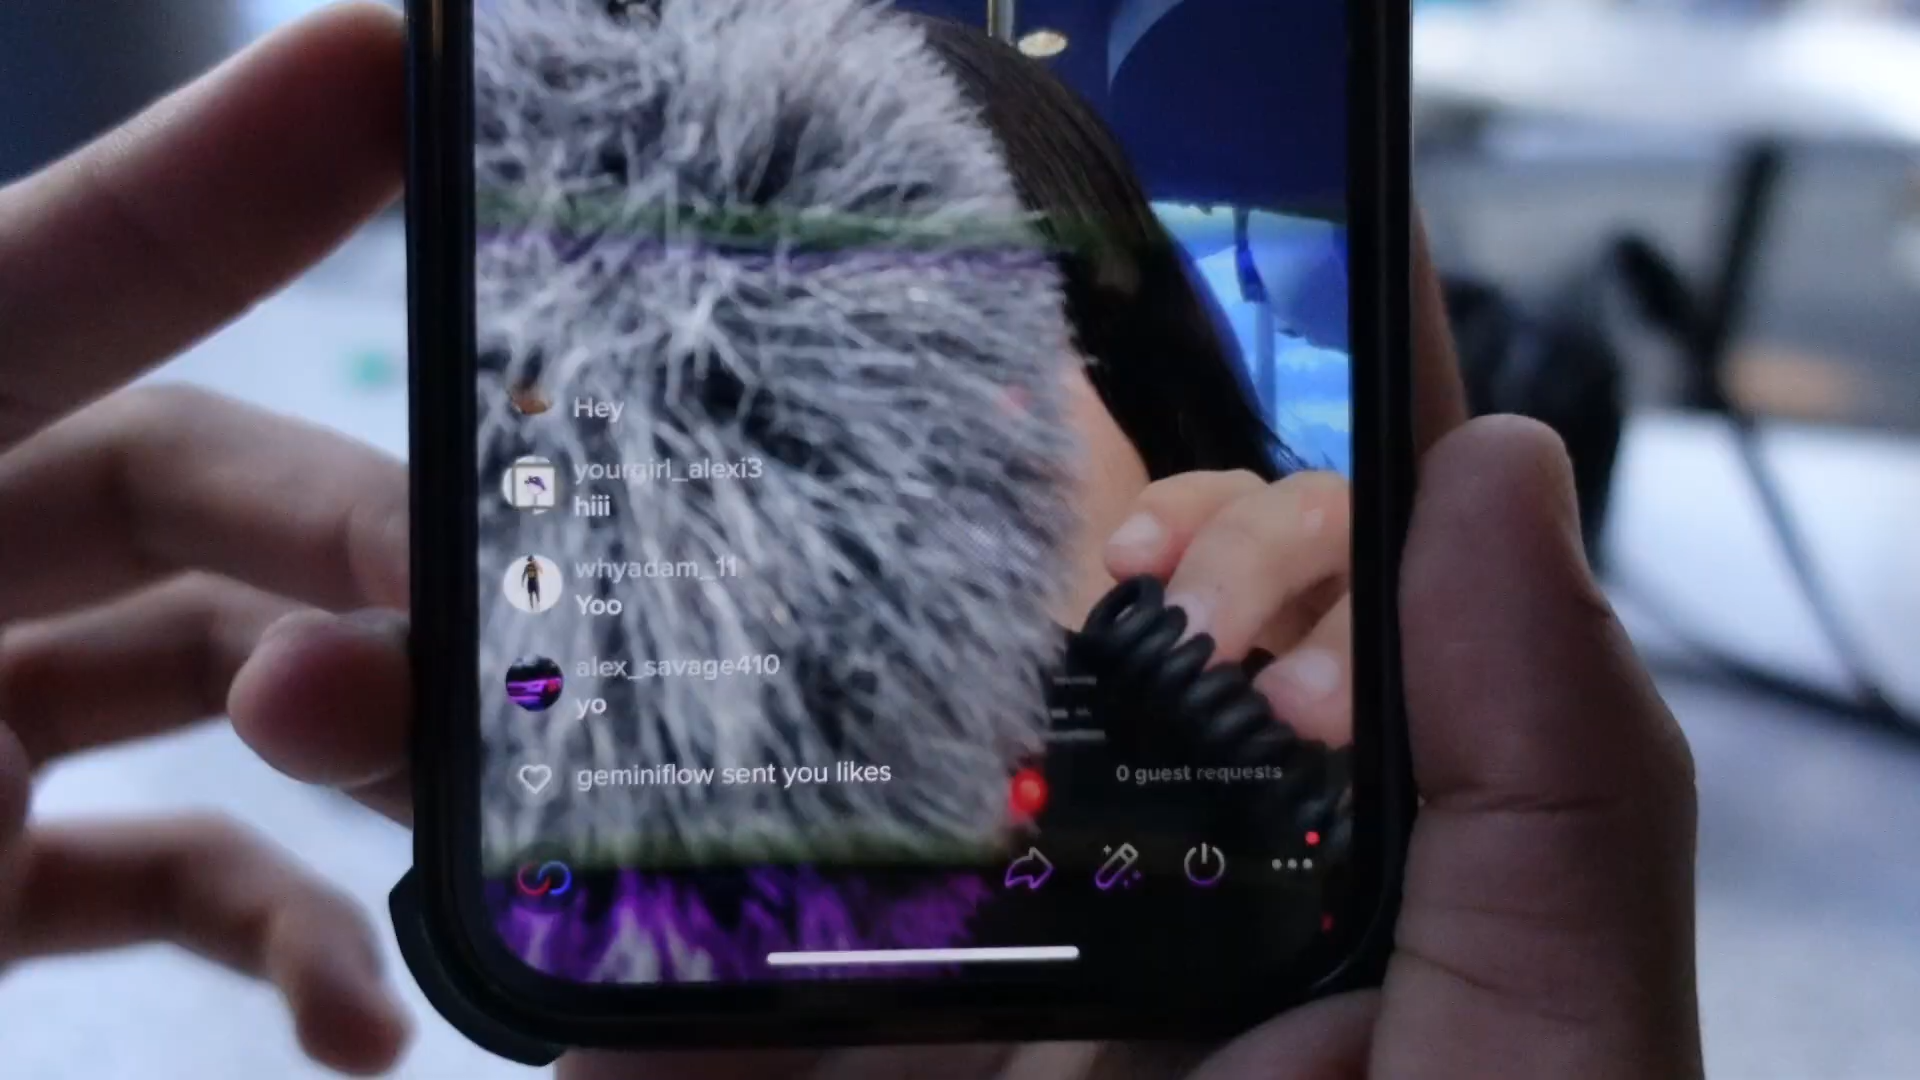 Hey
yourgirl_alexi3
hiii
whyadam_11
Yoo
alex_savage410
yo
geminiflow sent you likes
0 guest requests